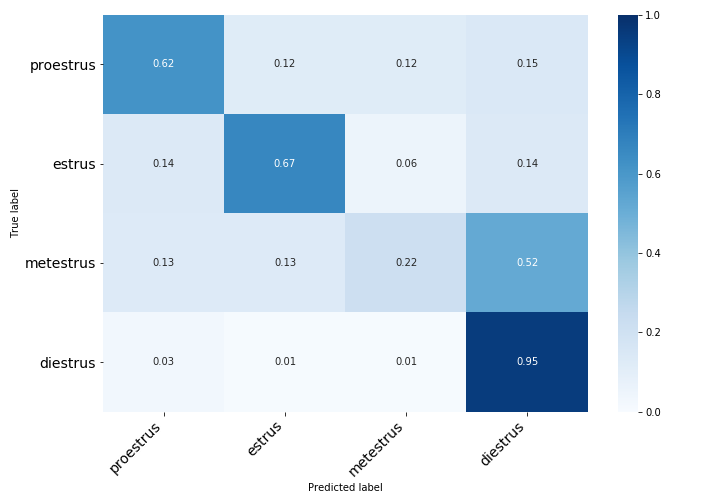 proestrus 0.62 0.12 0.12 0.15
estrus 0.14 0.67 0.06 0.14
metestrus 0.13 0.13 0.22 0.52
diestrus 0.03 0.01 0.01 0.95
proestrus estrus metestrus diestrus
True label
Predicted label
1.0
0.8
0.6
0.4
0.2
0.0